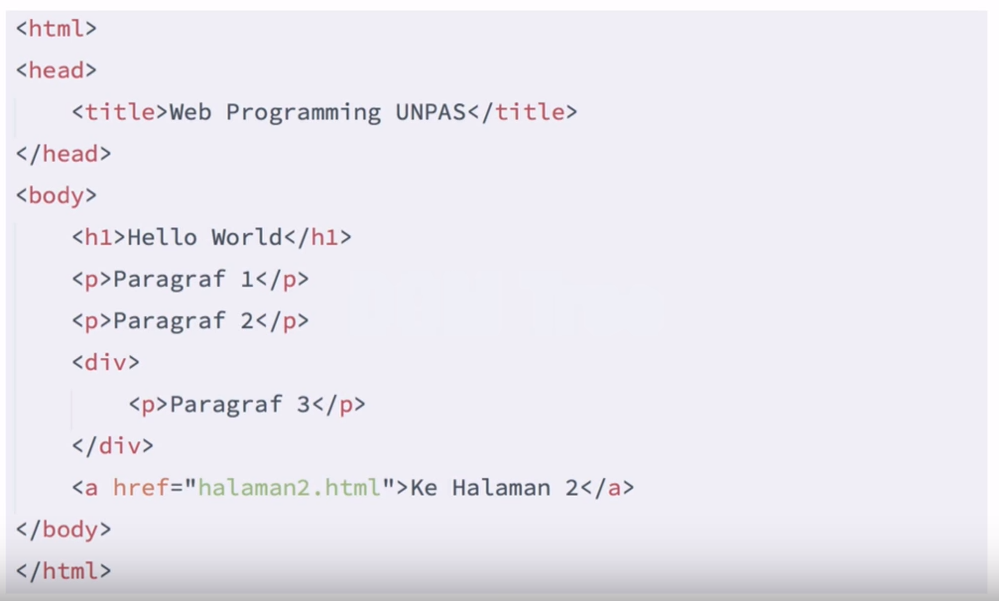 <html>
<head>
    <title>Web Programming UNPAS</title>
</head>
<body>
    <h1>Hello World</h1>
    <p>Paragraf 1</p>
    <p>Paragraf 2</p>
    <div>
        <p>Paragraf 3</p>
    </div>
    <a href="halaman2.html">Ke Halaman 2</a>
</body>
</html>